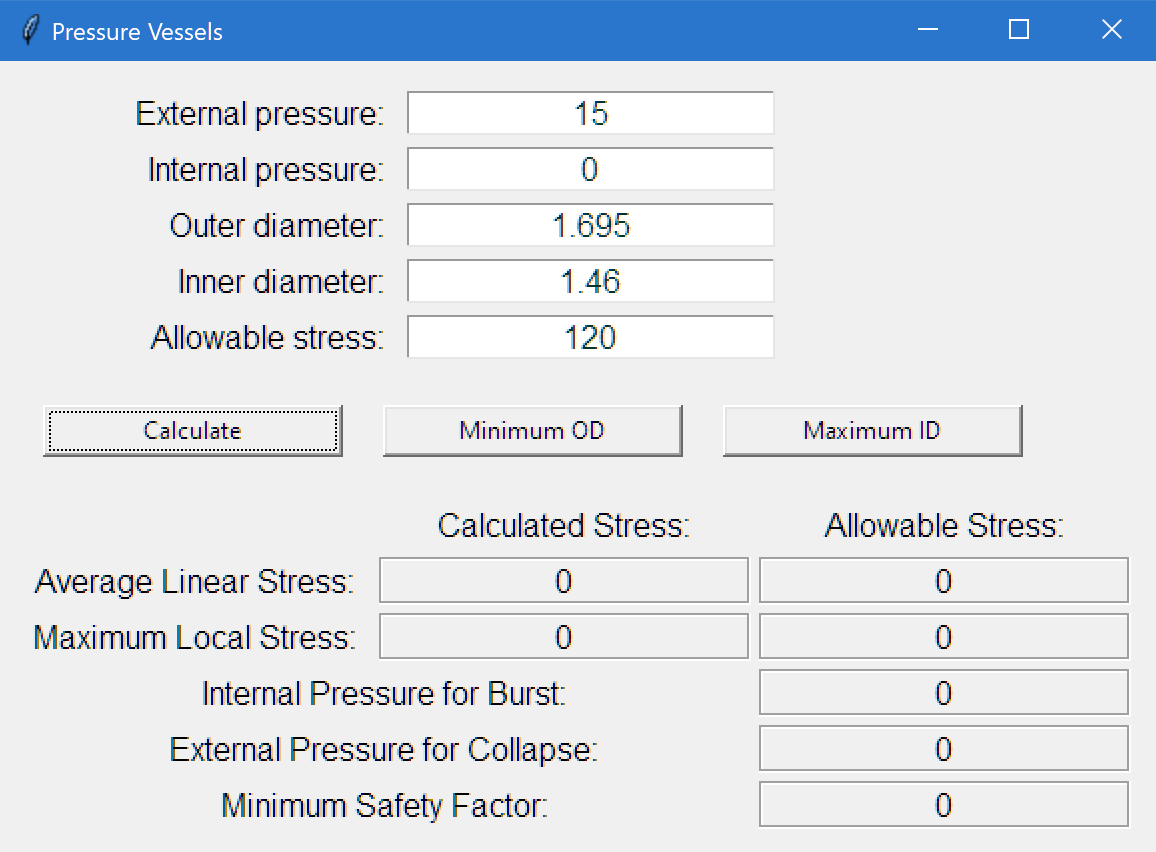 Pressure Vessels
External pressure: 15
Internal pressure: 0
Outer diameter: 1.695
Inner diameter: 1.46
Allowable stress: 120
Calculate Minimum OD Maximum ID
Calculated Stress: Allowable Stress:
Average Linear Stress: 0 0
Maximum Local Stress: 0 0
Internal Pressure for Burst: 0
External Pressure for Collapse: 0
Minimum Safety Factor: 0